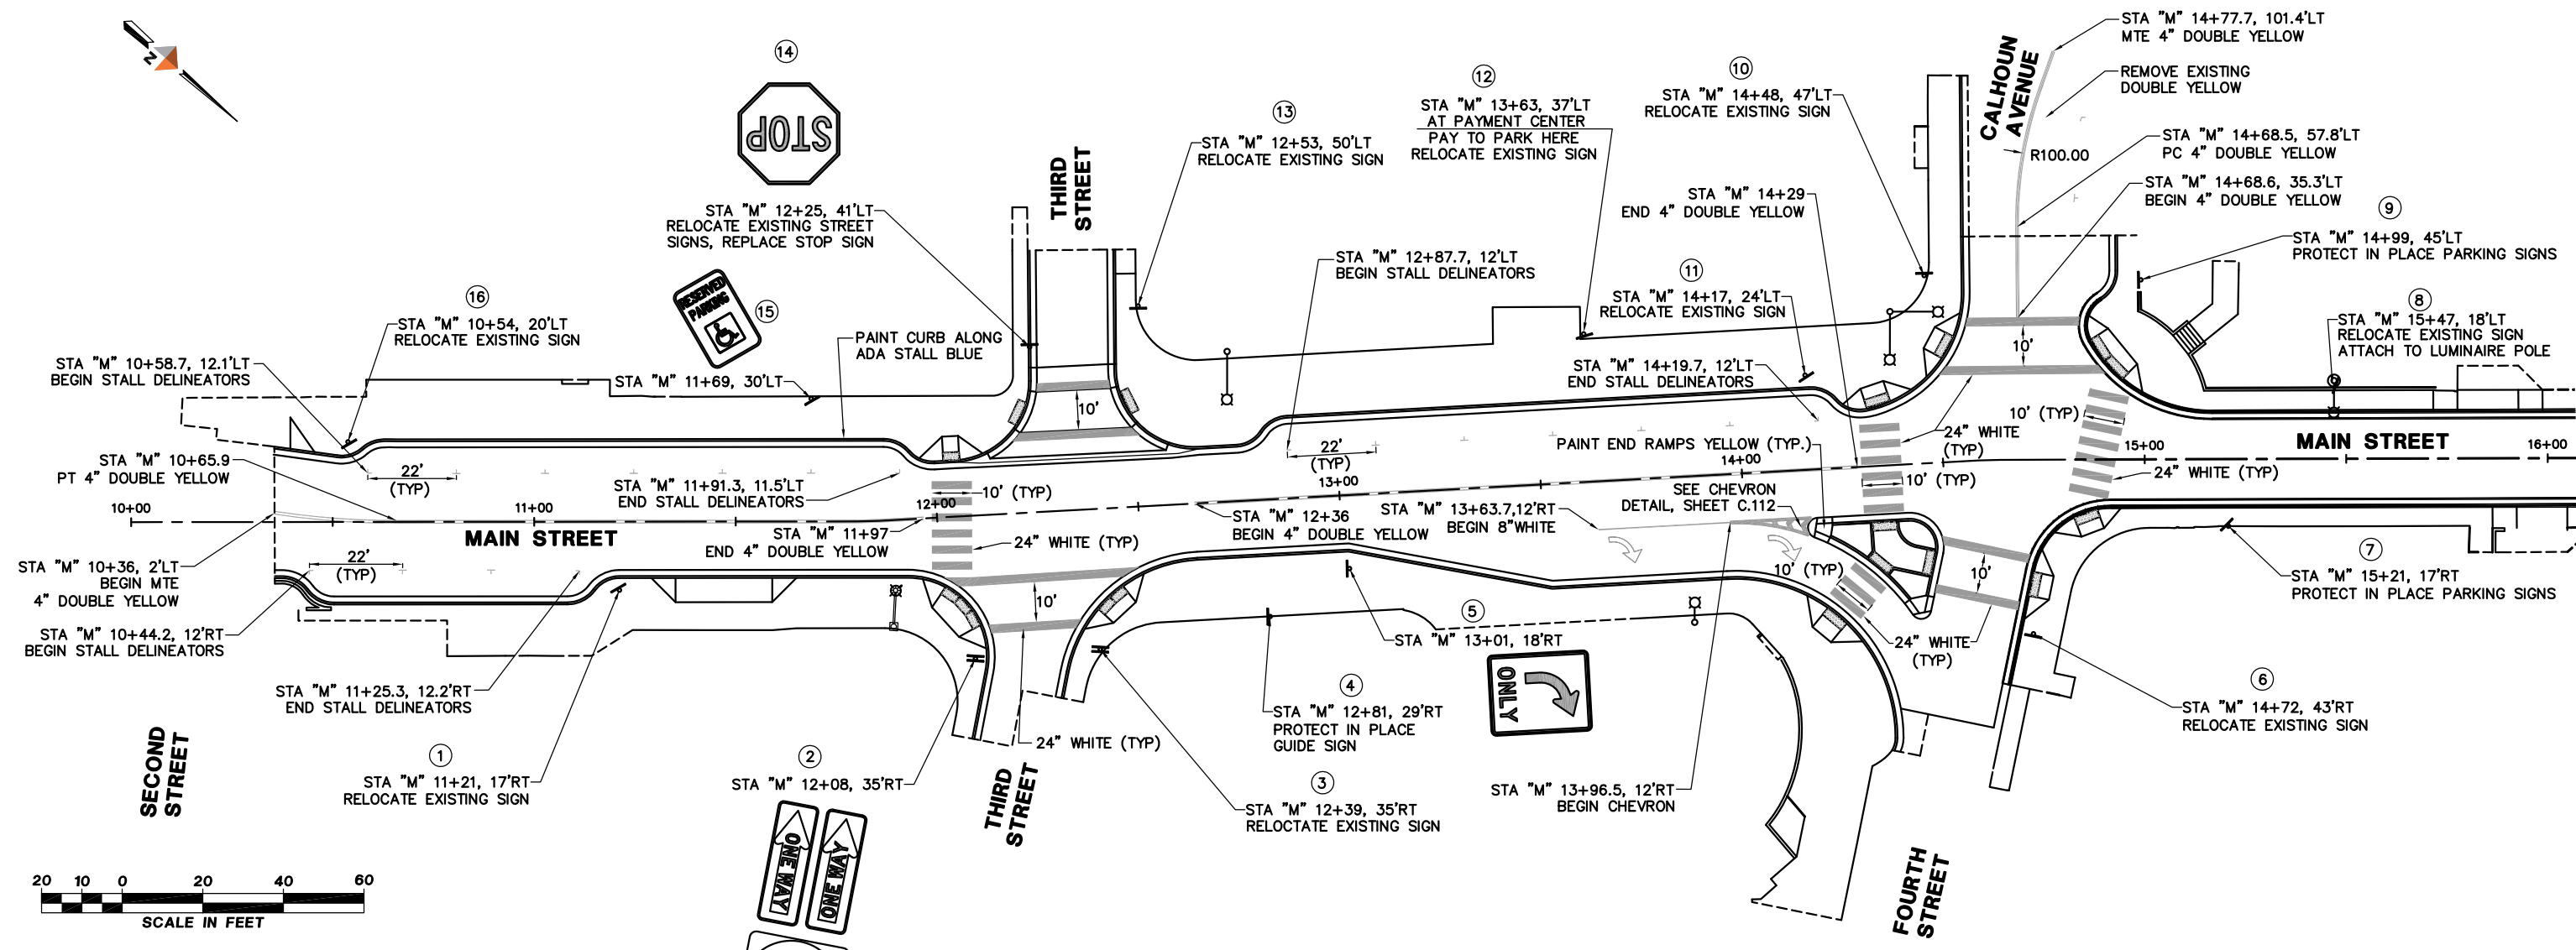 N
14
STOP
STA "M" 12+25, 41'LT
RELOCATE EXISTING STREET
SIGNS, REPLACE STOP SIGN
THIRD
STREET
13
STA "M" 12+53, 50'LT
RELOCATE EXISTING SIGN
12
STA "M" 13+63, 37'LT
AT PAYMENT CENTER
PAY TO PARK HERE
RELOCATE EXISTING SIGN
10
STA "M" 14+48, 47'LT
RELOCATE EXISTING SIGN
CALHOUN
AVENUE
STA "M" 14+77.7, 101.4'LT
MTE 4" DOUBLE YELLOW
REMOVE EXISTING
DOUBLE YELLOW
STA "M" 14+68.5, 57.8'LT
PC 4" DOUBLE YELLOW
R100.00
STA "M" 14+68.6, 35.3'LT
BEGIN 4" DOUBLE YELLOW
9
STA "M" 14+99, 45'LT
PROTECT IN PLACE PARKING SIGNS
8
STA "M" 15+47, 18'LT
RELOCATE EXISTING SIGN
ATTACH TO LUMINAIRE POLE
STA "M" 14+29
END 4" DOUBLE YELLOW
11
STA "M" 14+17, 24'LT
RELOCATE EXISTING SIGN
STA "M" 14+19.7, 12'LT
END STALL DELINEATORS
STA "M" 12+87.7, 12'LT
BEGIN STALL DELINEATORS
RESERVED
PARKING
15
16
STA "M" 10+54, 20'LT
RELOCATE EXISTING SIGN
PAINT CURB ALONG
ADA STALL BLUE
STA "M" 10+58.7, 12.1'LT
BEGIN STALL DELINEATORS
STA "M" 11+69, 30'LT
10'
10'
STA "M" 10+65.9
PT 4" DOUBLE YELLOW
22'
(TYP)
STA "M" 11+91.3, 11.5'LT
END STALL DELINEATORS
10' (TYP)
22'
(TYP)
PAINT END RAMPS YELLOW (TYP.)
24" WHITE
(TYP)
10' (TYP)
MAIN STREET
10+00
11+00
12+00
13+00
14+00
15+00
16+00
10' (TYP)
24" WHITE (TYP)
SEE CHEVRON
DETAIL, SHEET C.112
MAIN STREET
STA "M" 11+97
END 4" DOUBLE YELLOW
24" WHITE (TYP)
STA "M" 12+36
BEGIN 4" DOUBLE YELLOW
STA "M" 13+63.7,12'RT
BEGIN 8"WHITE
STA "M" 10+36, 2'LT
BEGIN MTE
4" DOUBLE YELLOW
22'
(TYP)
10' (TYP)
10'
10'
7
STA "M" 15+21, 17'RT
PROTECT IN PLACE PARKING SIGNS
STA "M" 10+44.2, 12'RT
BEGIN STALL DELINEATORS
5
STA "M" 13+01, 18'RT
24" WHITE
(TYP)
ONLY
STA "M" 11+25.3, 12.2'RT
END STALL DELINEATORS
4
STA "M" 12+81, 29'RT
PROTECT IN PLACE
GUIDE SIGN
6
STA "M" 14+72, 43'RT
RELOCATE EXISTING SIGN
SECOND
STREET
1
STA "M" 11+21, 17'RT
RELOCATE EXISTING SIGN
2
STA "M" 12+08, 35'RT
24" WHITE (TYP)
THIRD
STREET
3
STA "M" 12+39, 35'RT
RELOCTATE EXISTING SIGN
STA "M" 13+96.5, 12'RT
BEGIN CHEVRON
ONE WAY
ONE WAY
FOURTH
STREET
20 10 0 20 40 60
SCALE IN FEET